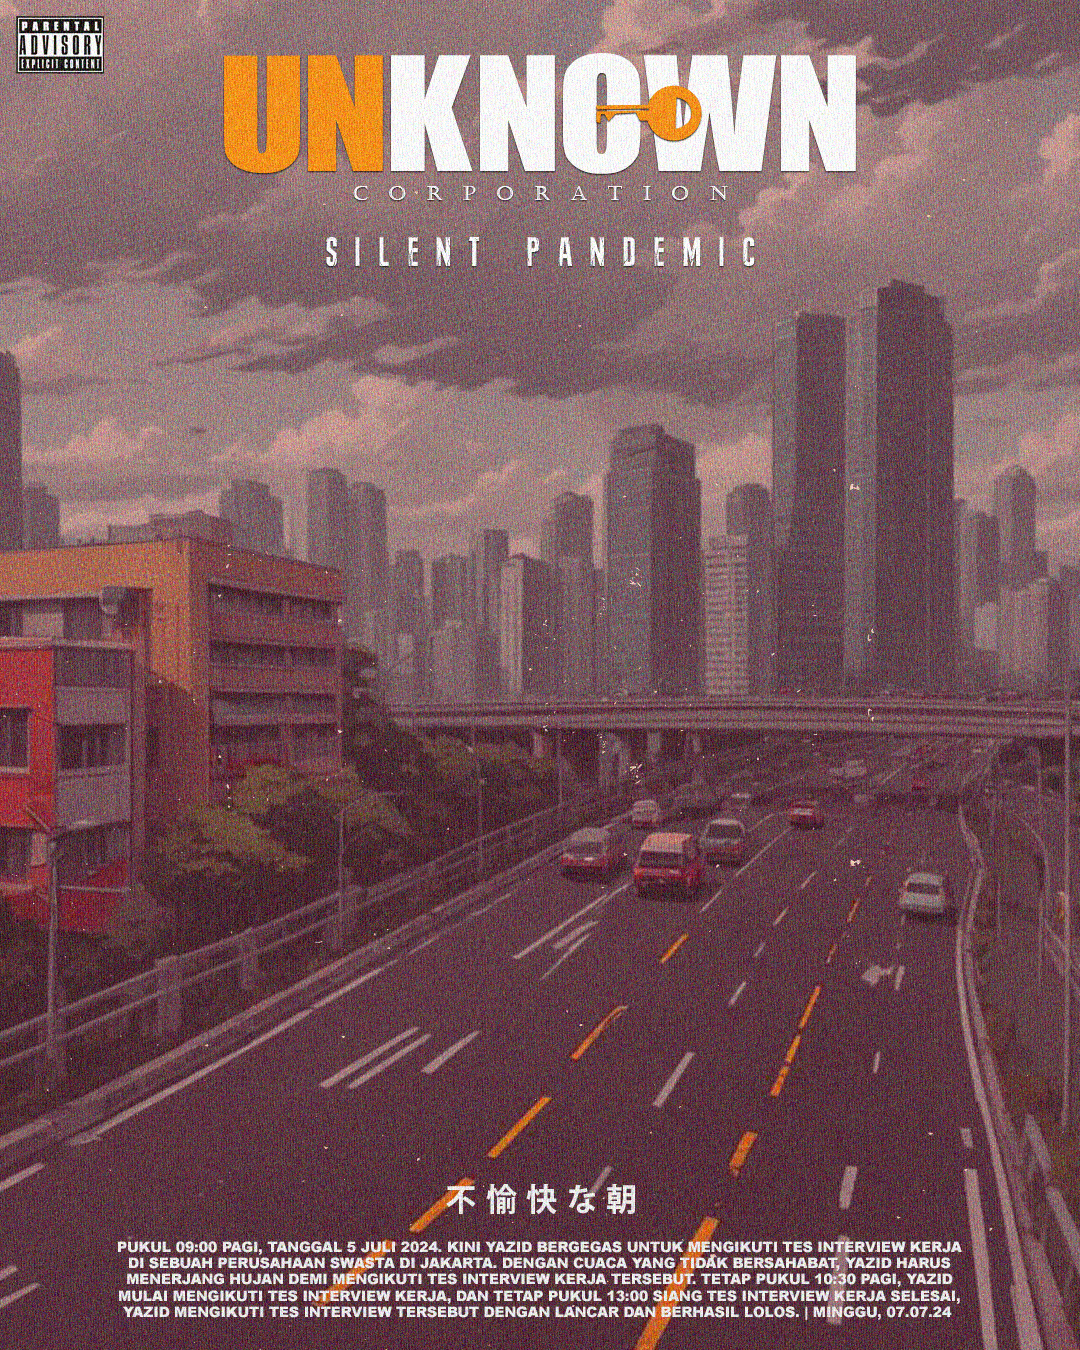 PARENTAL
ADVISORY
EXPLICIT CONTENT
UNKNOWN
CORPORATION
SILENT PANDEMIC
不愉快な朝
PUKUL 09:00 PAGI, TANGGAL 5 JULI 2024. KINI YAZID BERGEGAS UNTUK MENGIKUTI TES INTERVIEW KERJA
DI SEBUAH PERUSAHAAN SWASTA DI JAKARTA. DENGAN CUACA YANG TIDAK BERSAHABAT, YAZID HARUS
MENERJANG HUJAN DEMI MENGIKUTI TES INTERVIEW KERJA TERSEBUT. TETAP PUKUL 10:30 PAGI, YAZID
MULAI MENGIKUTI TES INTERVIEW KERJA, DAN TETAP PUKUL 13:00 SIANG TES INTERVIEW KERJA SELESAI,
YAZID MENGIKUTI TES INTERVIEW TERSEBUT DENGAN LANCAR DAN BERHASIL LOLOS. | MINGGU, 07.07.24